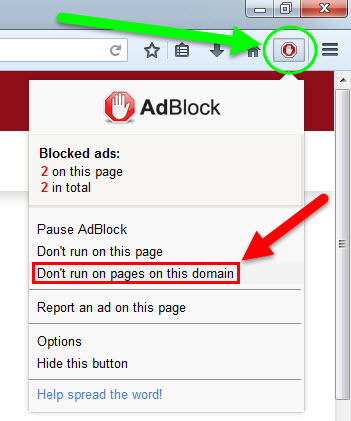 AdBlock
Blocked ads:
2 on this page
2 in total
Pause AdBlock
Don't run on this page
Don't run on pages on this domain
Report an ad on this page
Options
Hide this button
Help spread the word!